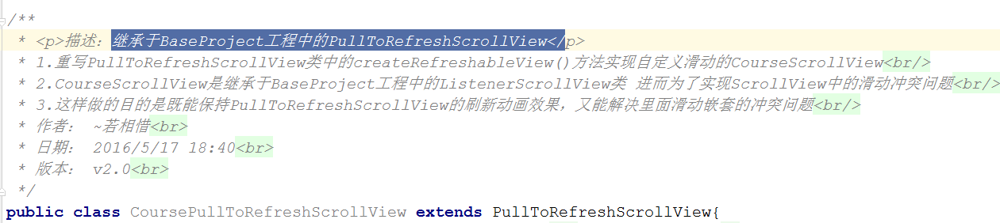 /**
 * <p>描述：继承于BaseProject工程中的PullToRefreshScrollView</p>
 * 1.重写PullToRefreshScrollView类中的createRefreshableView()方法实现自定义滑动的CourseScrollView<br/>
 * 2.CourseScrollView是继承于BaseProject工程中的ListenerScrollView类 进而为了实现ScrollView中的滑动冲突问题<br/>
 * 3.这样做的目的是既能保持PullToRefreshScrollView的刷新动画效果，又能解决里面滑动嵌套的冲突问题<br/>
 * 作者： ~若相惜<br>
 * 日期： 2016/5/17 18:40<br>
 * 版本： v2.0<br>
 */
public class CoursePullToRefreshScrollView extends PullToRefreshScrollView{